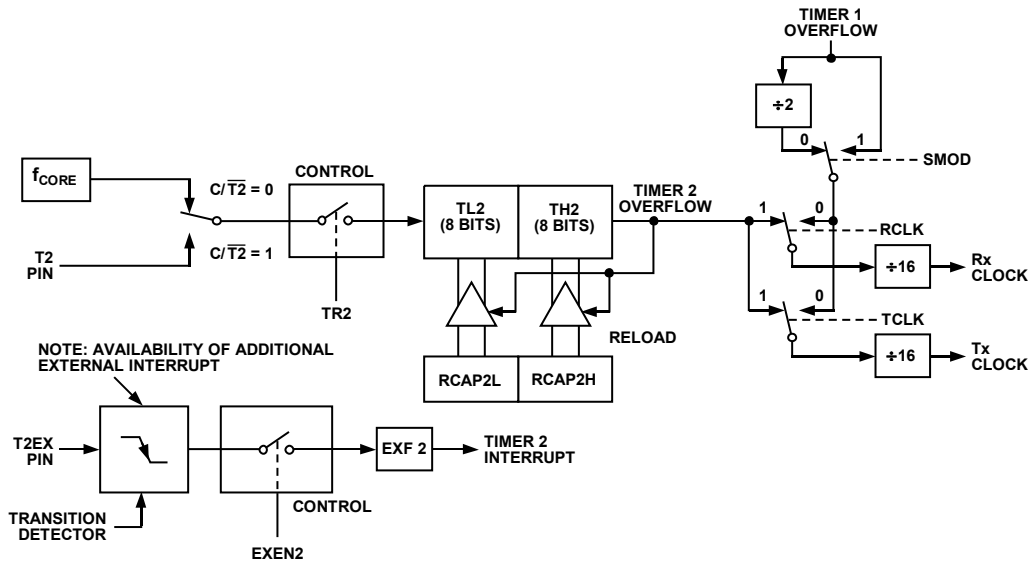 TIMER 1
OVERFLOW
÷2
0
1
SMOD
fCORE
C/T2 = 0
CONTROL
TL2
(8 BITS)
TH2
(8 BITS)
TIMER 2
OVERFLOW
1
0
RCLK
T2
PIN
C/T2 = 1
TR2
÷16
Rx
CLOCK
1
0
TCLK
RELOAD
÷16
Tx
CLOCK
RCAP2L
RCAP2H
NOTE: AVAILABILITY OF ADDITIONAL
EXTERNAL INTERRUPT
T2EX
PIN
EXF 2
TIMER 2
INTERRUPT
CONTROL
TRANSITION
DETECTOR
EXEN2